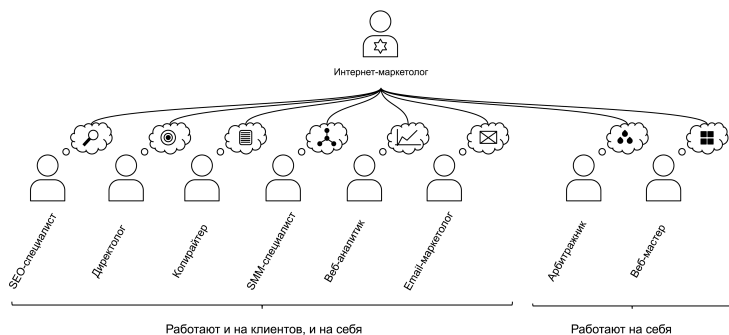 Интернет-маркетолог
SEO-специалист
Директолог
Копирайтер
SMM-специалист
Веб-аналитик
Email-маркетолог
Арбитражник
Веб-мастер
Работают и на клиентов, и на себя
Работают на себя